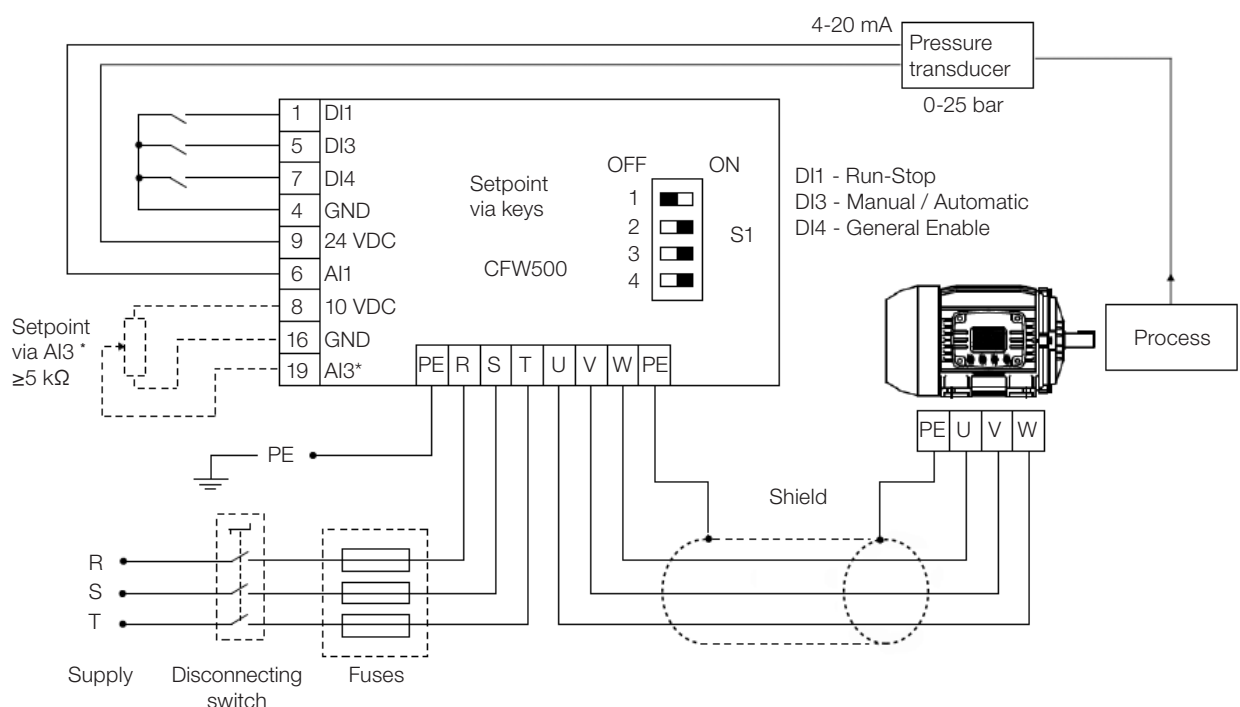 4-20 mA
Pressure
transducer
0-25 bar
1 DI1
5 DI3
7 DI4
4 GND
9 24 VDC
6 AI1
8 10 VDC
16 GND
19 AI3*
Setpoint
via keys
CFW500
OFF ON
1
2
3
4
S1
DI1 - Run-Stop
DI3 - Manual / Automatic
DI4 - General Enable
Setpoint
via AI3 *
≥5 kΩ
Process
PE R S T U V W PE
PE U V W
PE
Shield
R
S
T
Supply
Disconnecting
switch
Fuses